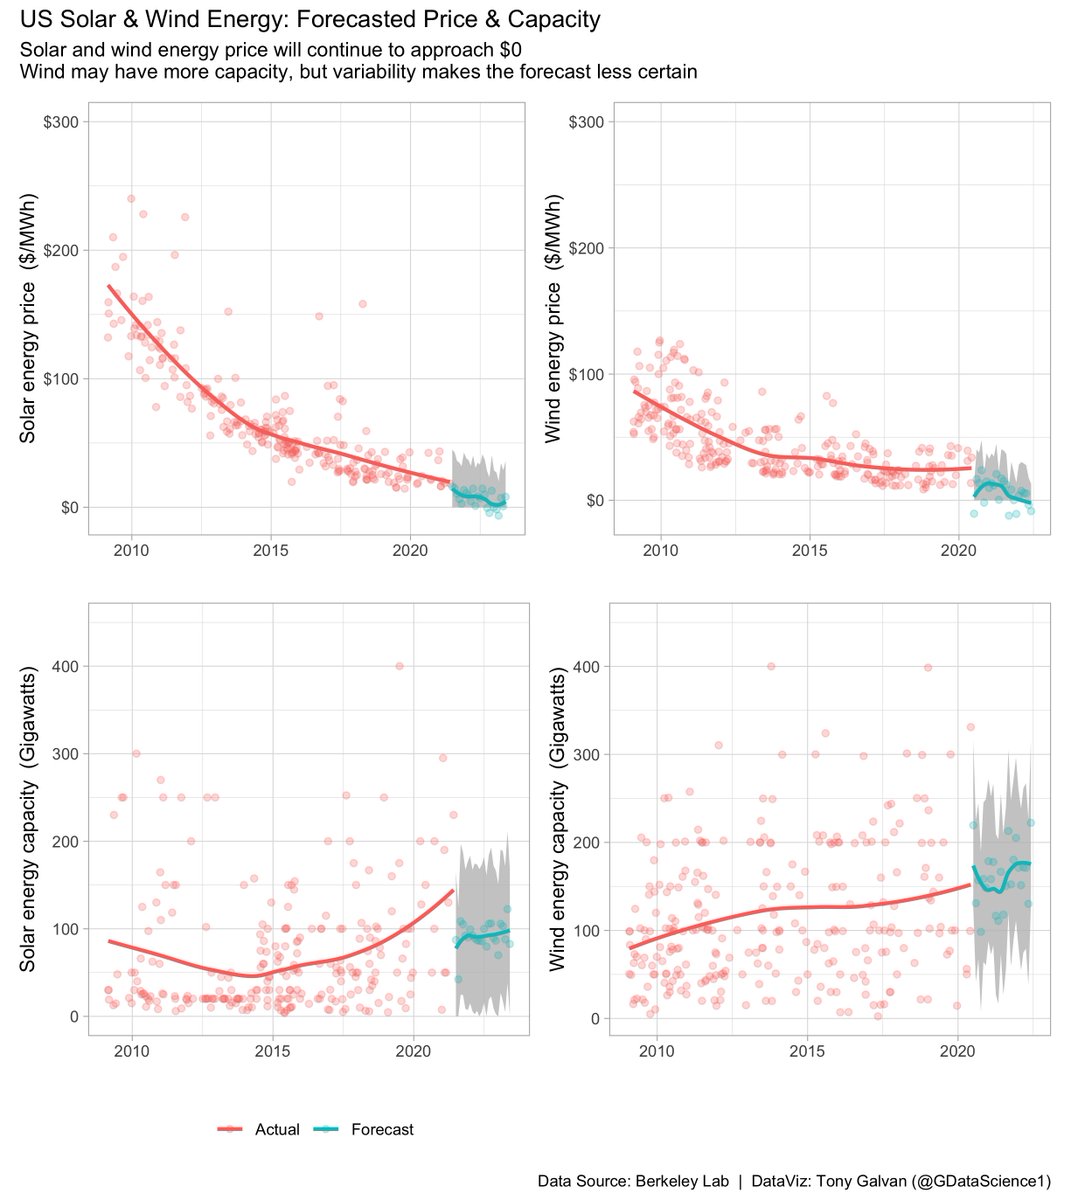 US Solar & Wind Energy: Forecasted Price & Capacity
Solar and wind energy price will continue to approach $0
Wind may have more capacity, but variability makes the forecast less certain
Solar energy price ($/MWh)
$300
$200
$100
$0
2010 2015 2020
Wind energy price ($/MWh)
$300
$200
$100
$0
2010 2015 2020
Solar energy capacity (Gigawatts)
400
300
200
100
0
2010 2015 2020
Wind energy capacity (Gigawatts)
400
300
200
100
0
2010 2015 2020
Actual Forecast
Data Source: Berkeley Lab | DataViz: Tony Galvan (@GDataScience1)